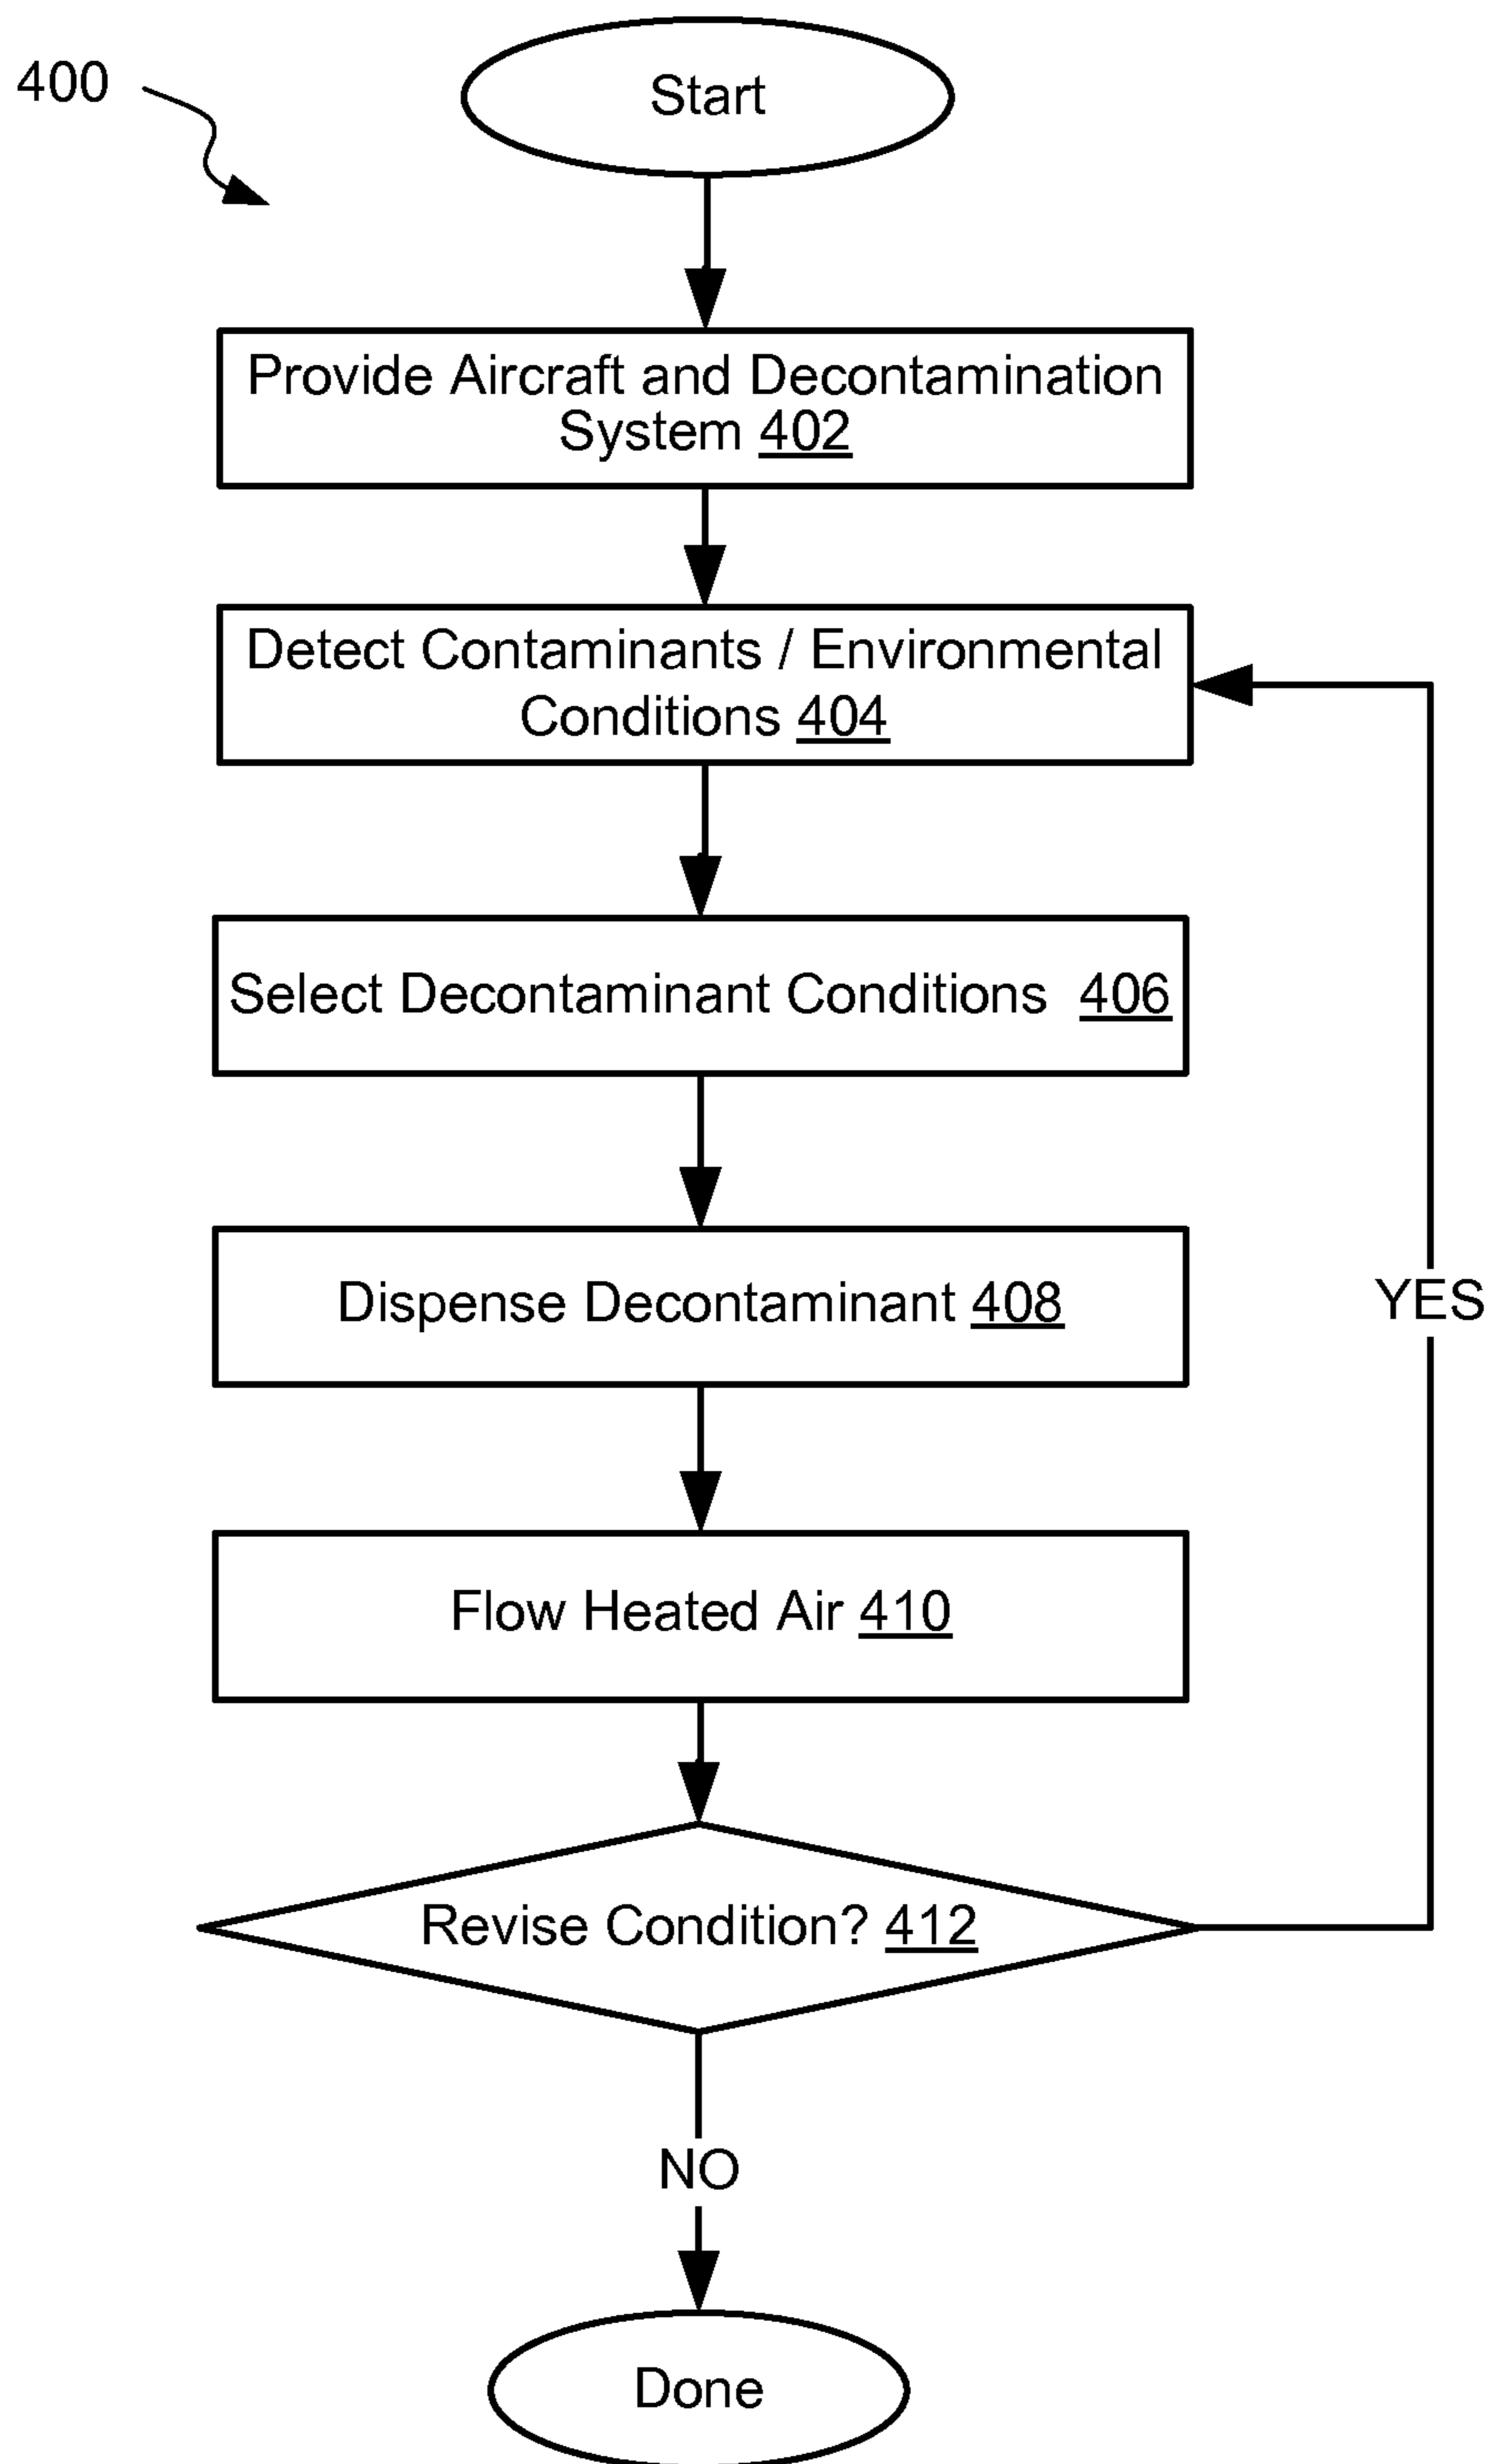 400
Start
Provide Aircraft and Decontamination
System 402
Detect Contaminants / Environmental
Conditions 404
Select Decontaminant Conditions 406
Dispense Decontaminant 408
YES
Flow Heated Air 410
Revise Condition? 412
NO
Done